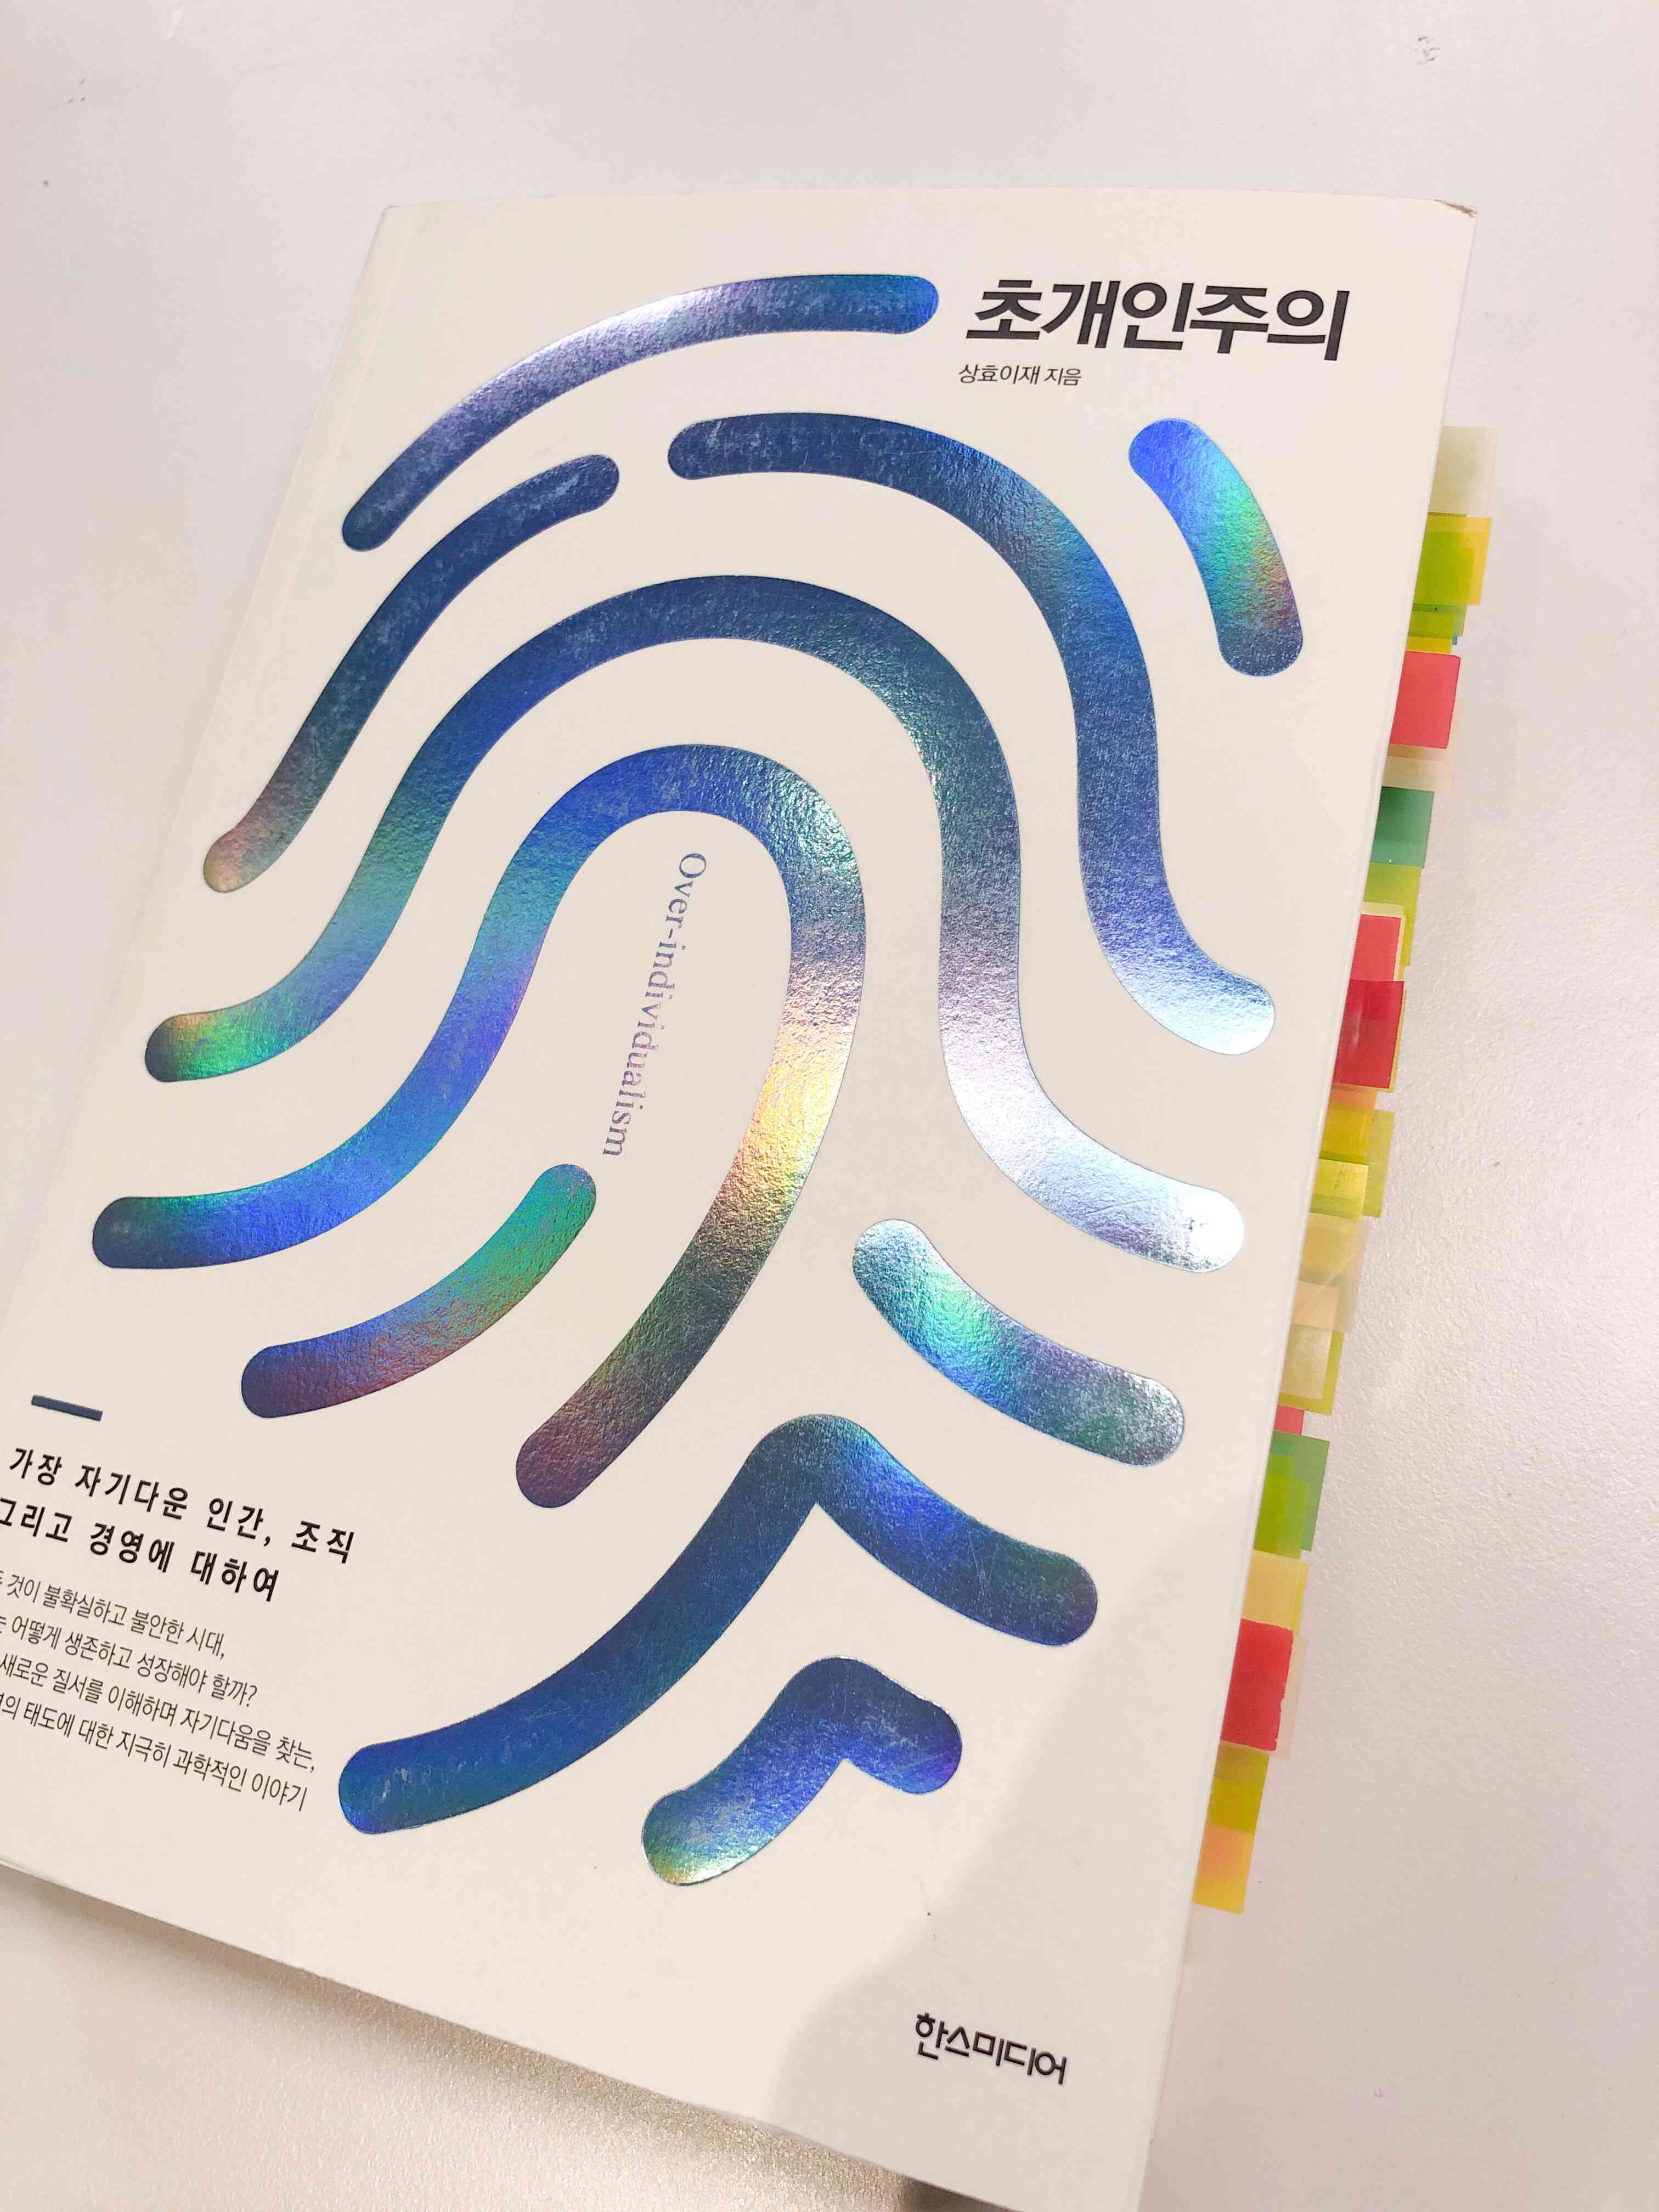 초개인주의
상효이재 지음
Over-individualism
가장 자기다운 인간, 조직
그리고 경영에 대하여
것이 불확실하고 불안한 시대,
어떻게 생존하고 성장해야 할까?
새로운 질서를 이해하며 자기다움을 찾는,
태도에 대한 지극히 과학적인 이야기
한스미디어